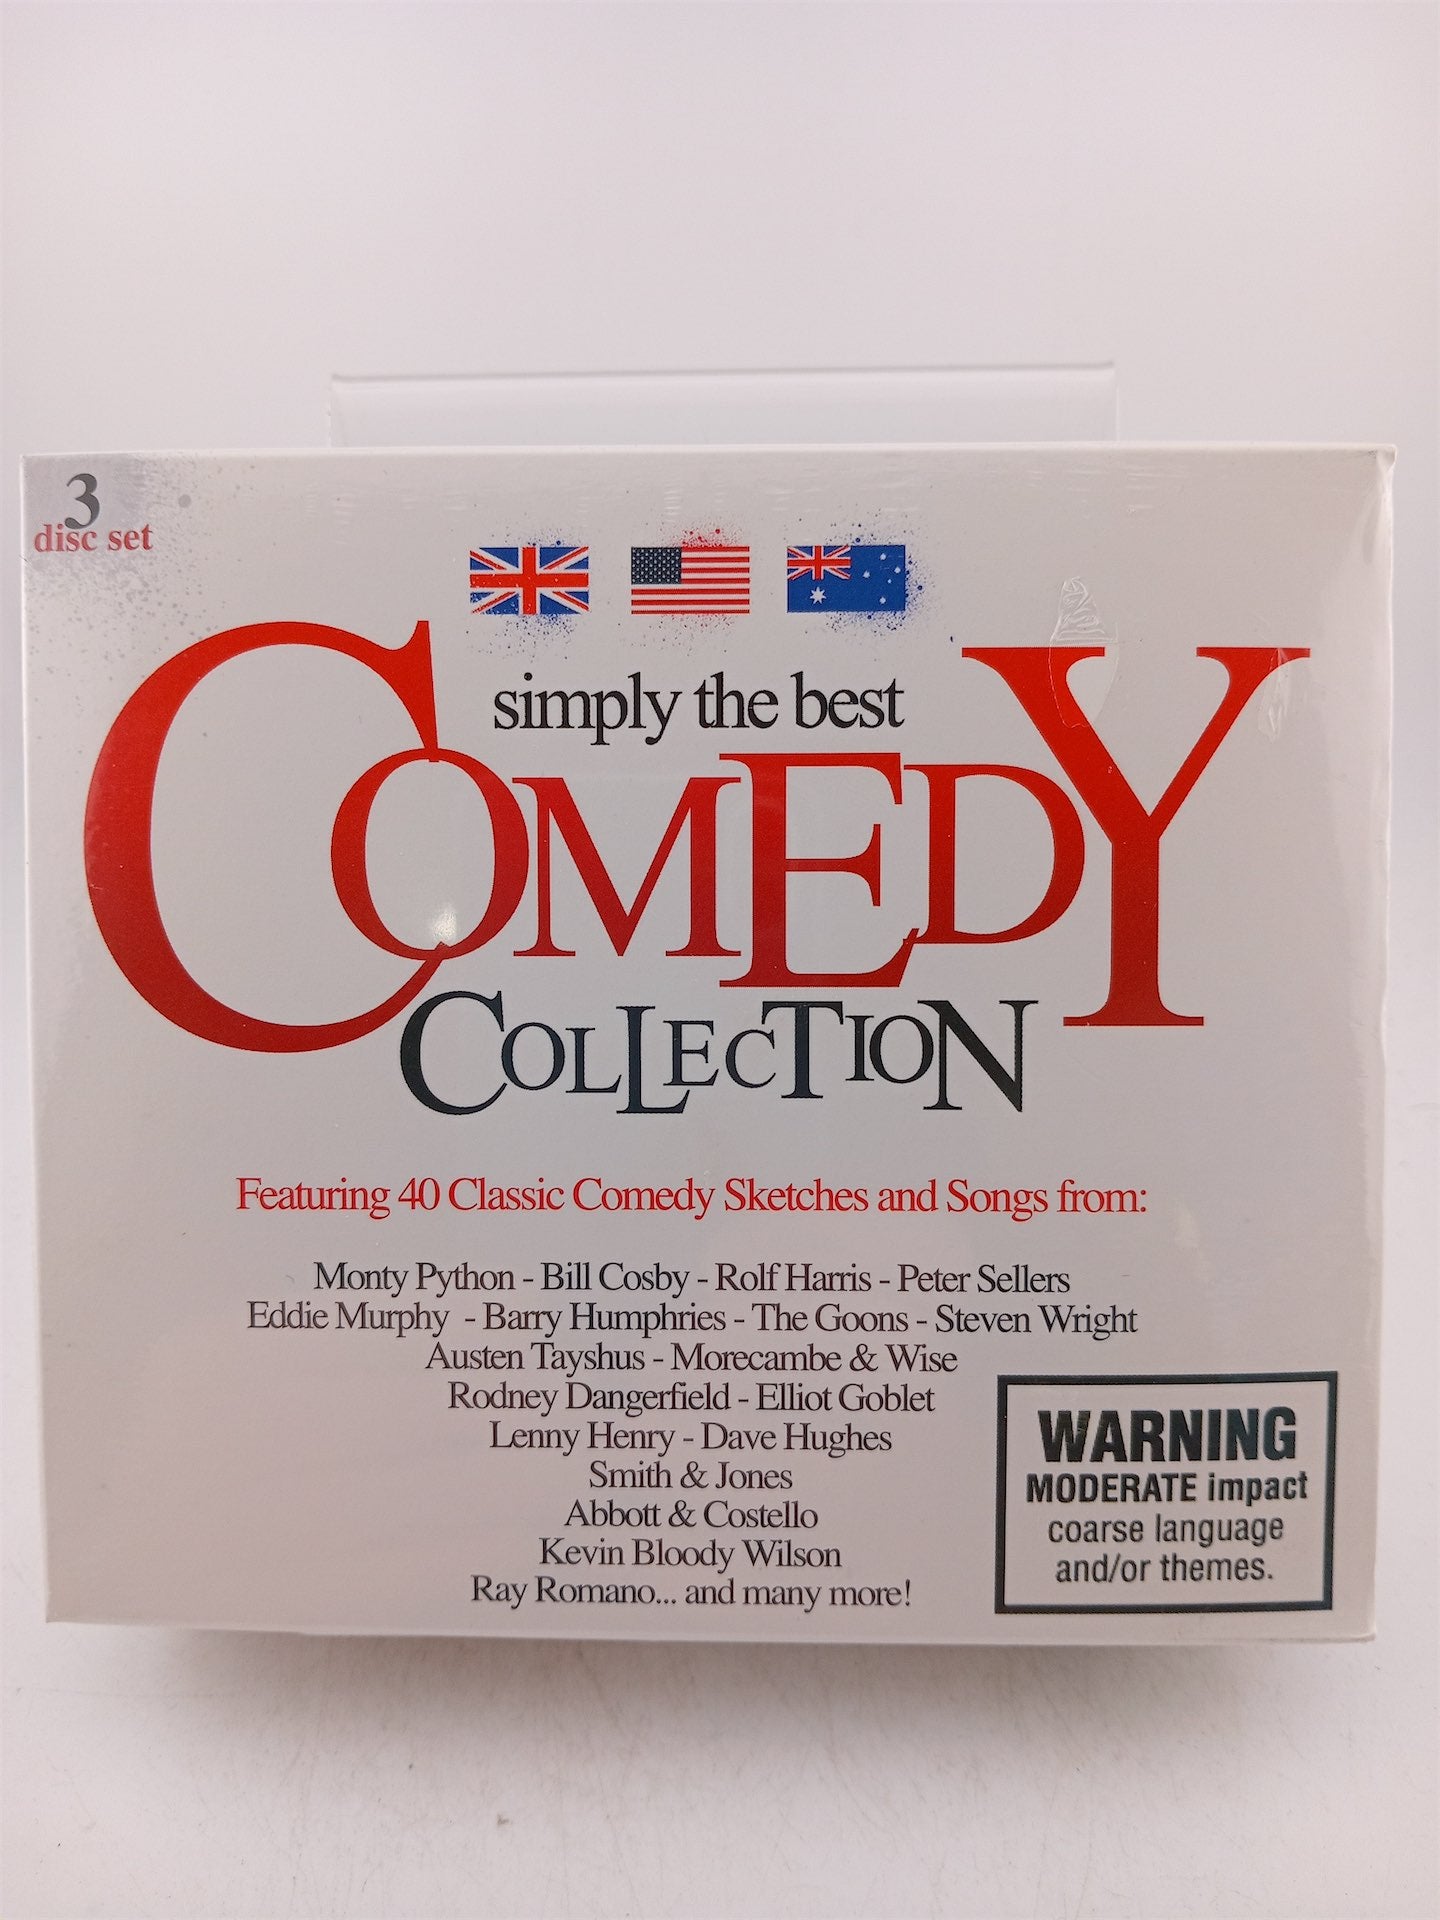 3
disc set
simply the best
COMEDY
COLLECTION
Featuring 40 Classic Comedy Sketches and Songs from:
Monty Python - Bill Cosby - Rolf Harris - Peter Sellers
Eddie Murphy - Barry Humphries - The Goons - Steven Wright
Austen Tayshus - Morecambe & Wise
Rodney Dangerfield - Elliot Goblet
Lenny Henry - Dave Hughes
Smith & Jones
Abbott & Costello
Kevin Bloody Wilson
Ray Romano... and many more!
WARNING
MODERATE impact
coarse language
and/or themes.